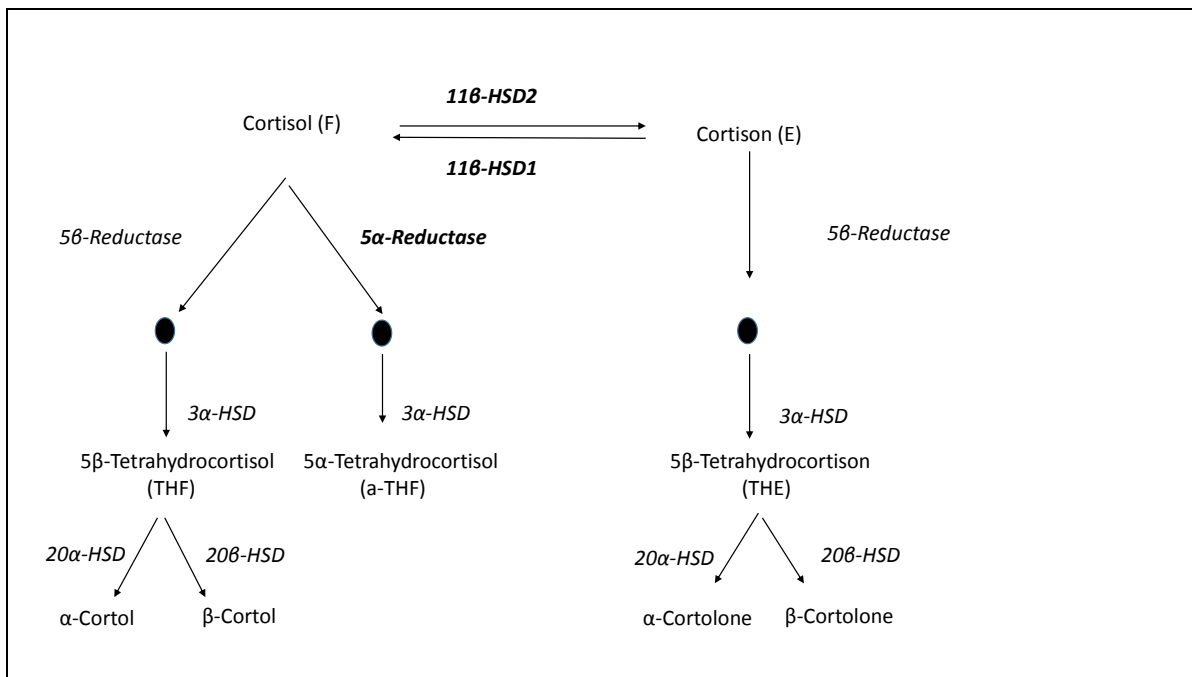 11β-HSD2
Cortisol (F)
Cortison (E)
11β-HSD1
5β-Reductase
5α-Reductase
5β-Reductase
3α-HSD
3α-HSD
3α-HSD
5β-Tetrahydrocortisol
(THF)
5α-Tetrahydrocortisol
(a-THF)
5β-Tetrahydrocortison
(THE)
20α-HSD
20β-HSD
20α-HSD
20β-HSD
α-Cortol
β-Cortol
α-Cortolone
β-Cortolone